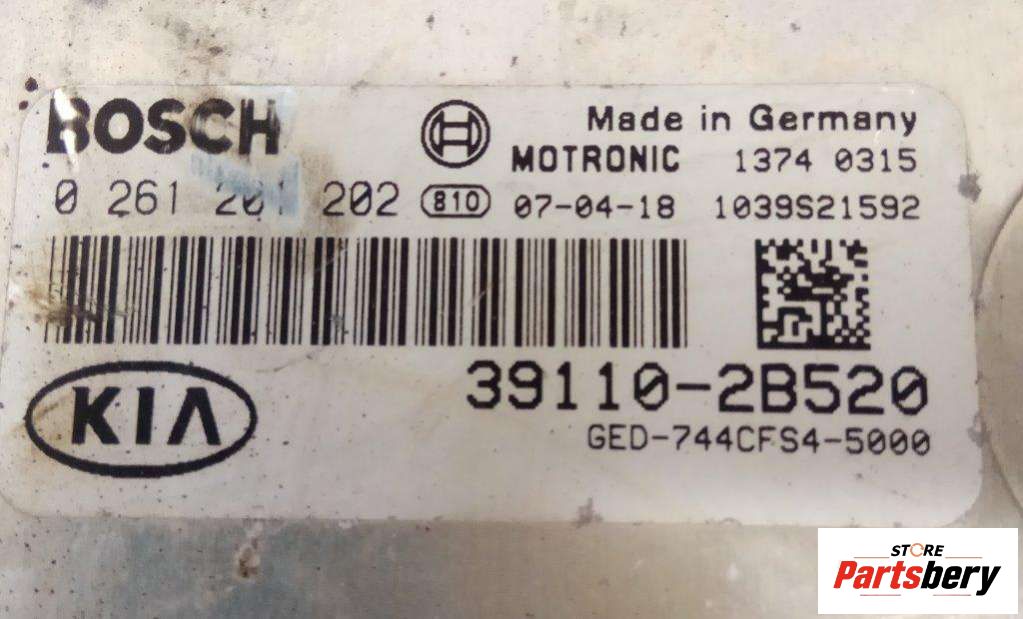 BOSCH
Made in Germany
MOTRONIC 1374 0315
0 261 201 202 810 07-04-18 1039S21592
39110-2B520
KIA
GED-744CFS4-5000
STORE
Partsbery